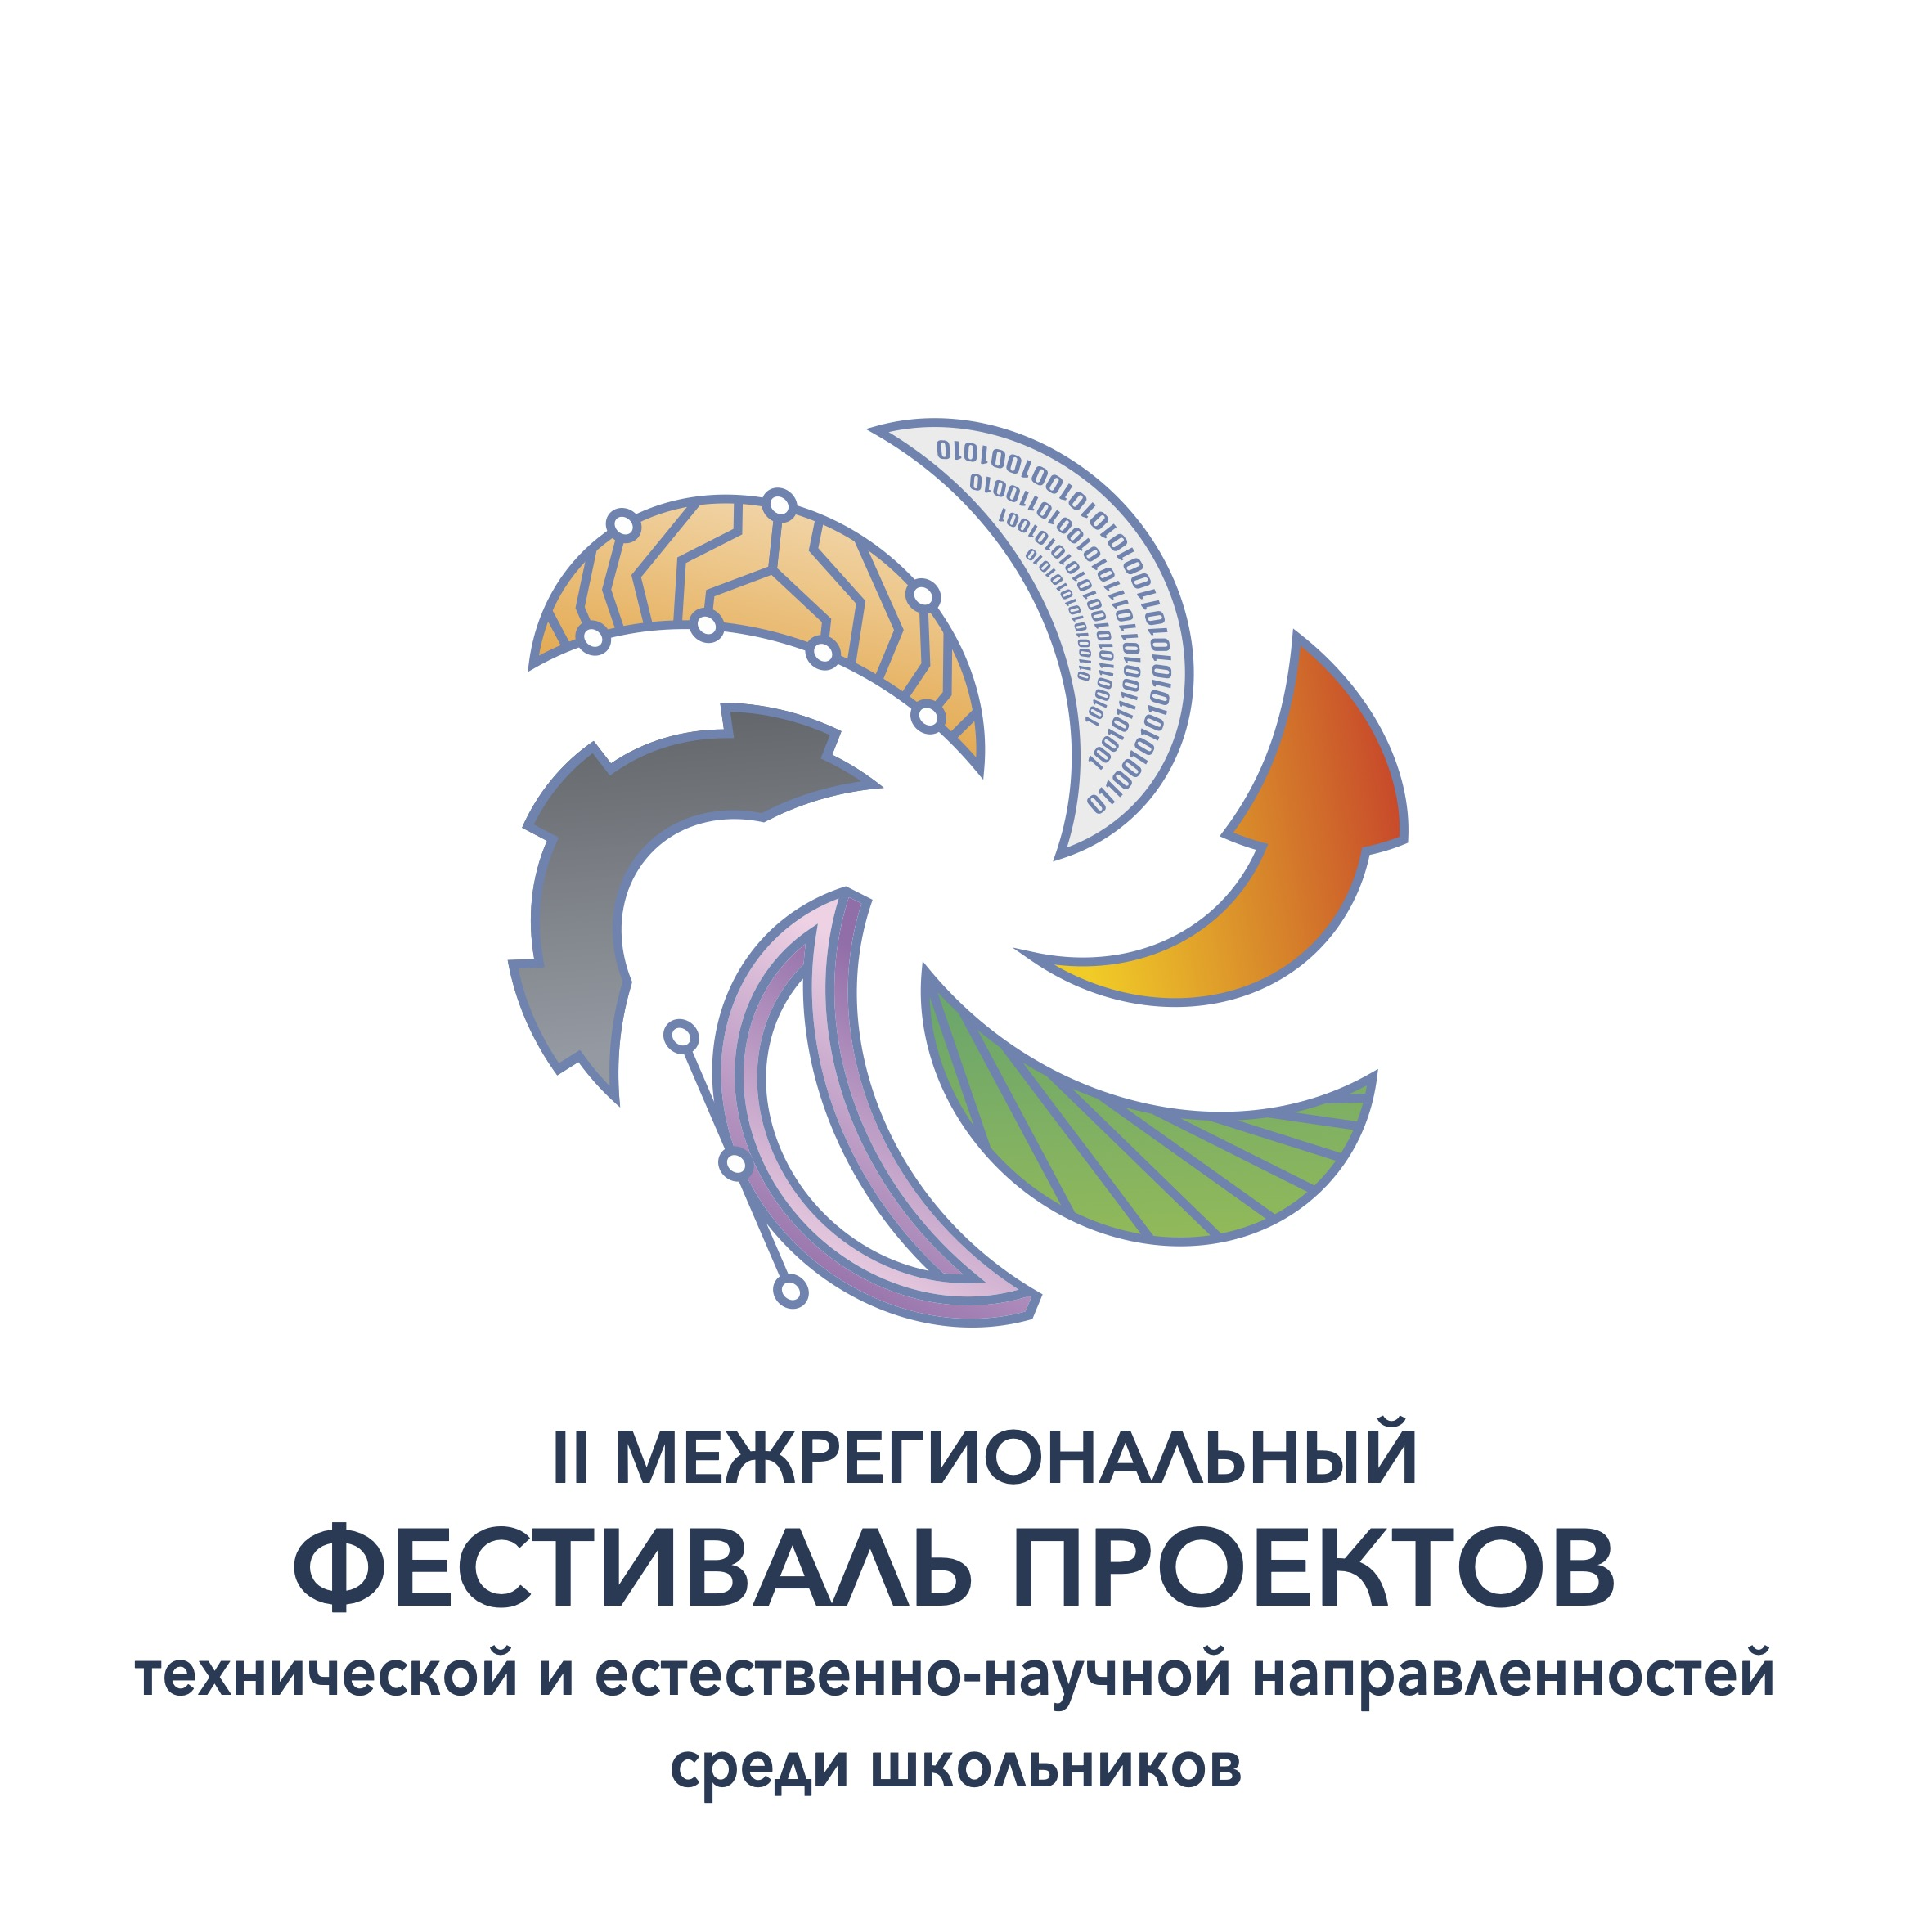 II МЕЖРЕГИОНАЛЬНЫЙ
ФЕСТИВАЛЬ ПРОЕКТОВ
технической и естественно-научной направленностей
среди школьников